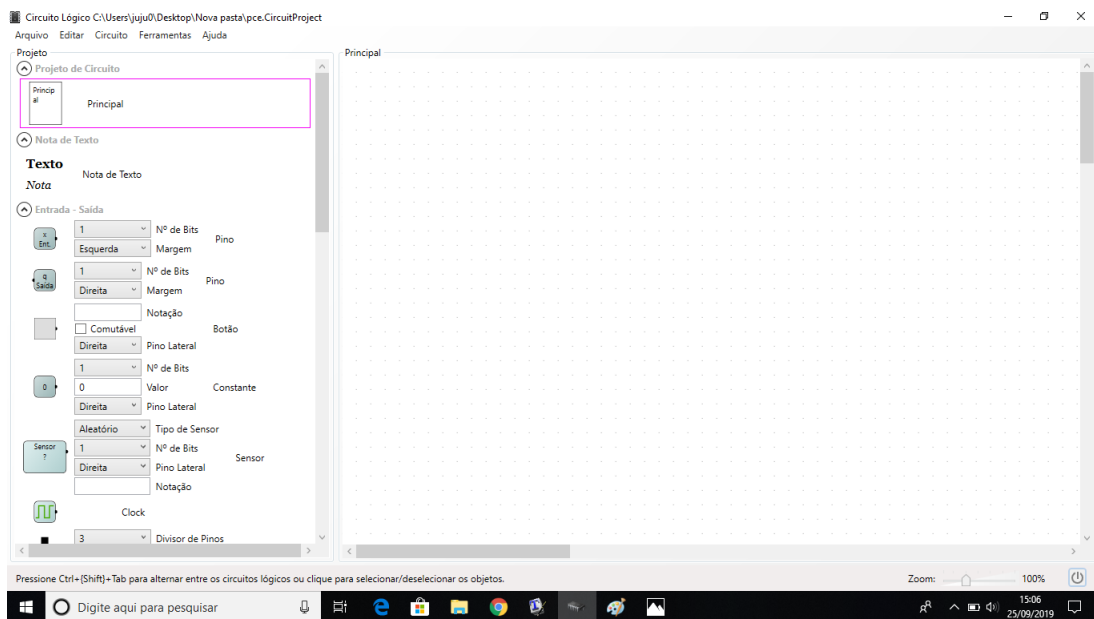 Circuito Lógico C:\Users\juju0\Desktop\Nova pasta\pce.CircuitProject
Arquivo Editar Circuito Ferramentas Ajuda
Projeto
Projeto de Circuito
Princip
al
Principal
Nota de Texto
Texto
Nota
Nota de Texto
Entrada - Saída
x
Ent.
1 Nº de Bits
Esquerda Margem
Pino
q
Saída
1 Nº de Bits
Direita Margem
Pino
Notação
Comutável
Botão
Direita Pino Lateral
1 Nº de Bits
0
0 Valor
Constante
Direita Pino Lateral
Aleatório Tipo de Sensor
Sensor
?
1 Nº de Bits
Direita Pino Lateral
Sensor
Notação
Clock
3 Divisor de Pinos
Principal
Pressione Ctrl+{Shift}+Tab para alternar entre os circuitos lógicos ou clique para selecionar/deselecionar os objetos.
Zoom: 100%
Digite aqui para pesquisar
15:06
25/09/2019